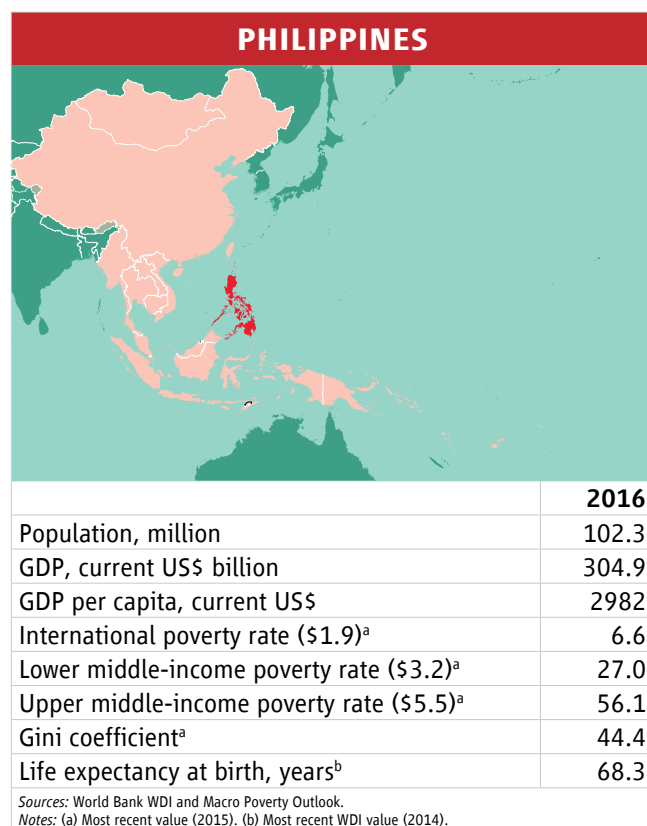 PHILIPPINES
2016
Population, million 102.3
GDP, current US$ billion 304.9
GDP per capita, current US$ 2982
International poverty rate ($1.9)ᵃ 6.6
Lower middle-income poverty rate ($3.2)ᵃ 27.0
Upper middle-income poverty rate ($5.5)ᵃ 56.1
Gini coefficientᵃ 44.4
Life expectancy at birth, yearsᵇ 68.3
Sources: World Bank WDI and Macro Poverty Outlook.
Notes: (a) Most recent value (2015). (b) Most recent WDI value (2014).